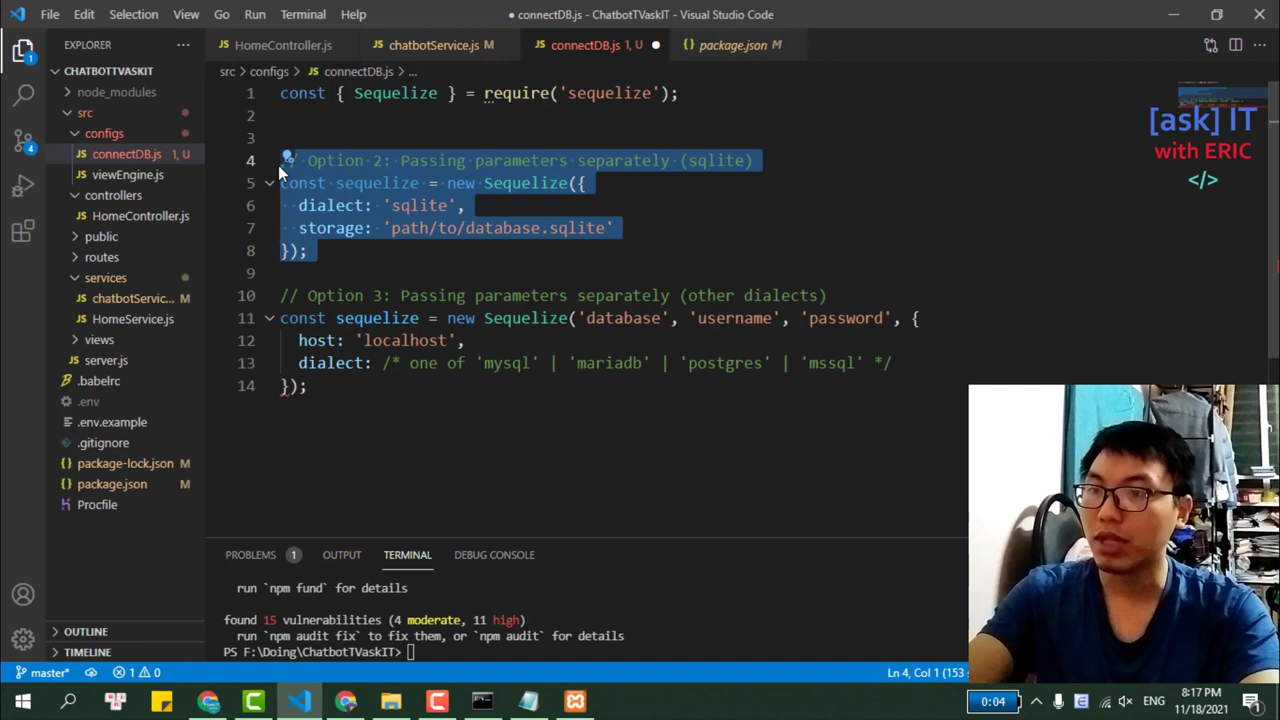 File Edit Selection View Go Run Terminal Help
● connectDB.js - ChatbotTVaskIT - Visual Studio Code
EXPLORER
HomeController.js
chatbotService.js M
connectDB.js 1, U
package.json M
CHATBOTTVASKIT
node_modules
src
configs
connectDB.js 1, U
viewEngine.js
controllers
HomeController.js
public
routes
services
chatbotServic... M
HomeService.js
views
server.js
.babelrc
.env
.env.example
.gitignore
package-lock.json M
package.json M
Procfile
OUTLINE
TIMELINE
src > configs > connectDB.js > ...
1 const { Sequelize } = require('sequelize');
2
3
4 // Option 2: Passing parameters separately (sqlite)
5 const sequelize = new Sequelize({
6 dialect: 'sqlite',
7 storage: 'path/to/database.sqlite'
8 });
9
10 // Option 3: Passing parameters separately (other dialects)
11 const sequelize = new Sequelize('database', 'username', 'password', {
12 host: 'localhost',
13 dialect: /* one of 'mysql' | 'mariadb' | 'postgres' | 'mssql' */
14 });
[ask] IT
with ERIC
</>
PROBLEMS 1 OUTPUT TERMINAL DEBUG CONSOLE
run `npm fund` for details
found 15 vulnerabilities (4 moderate, 11 high)
run `npm audit fix` to fix them, or `npm audit` for details
PS F:\Doing\ChatbotTVaskIT>
master* 1 0
Ln 4, Col 1 (153 s
0:04
ENG
8:17 PM
11/18/2021
1
4